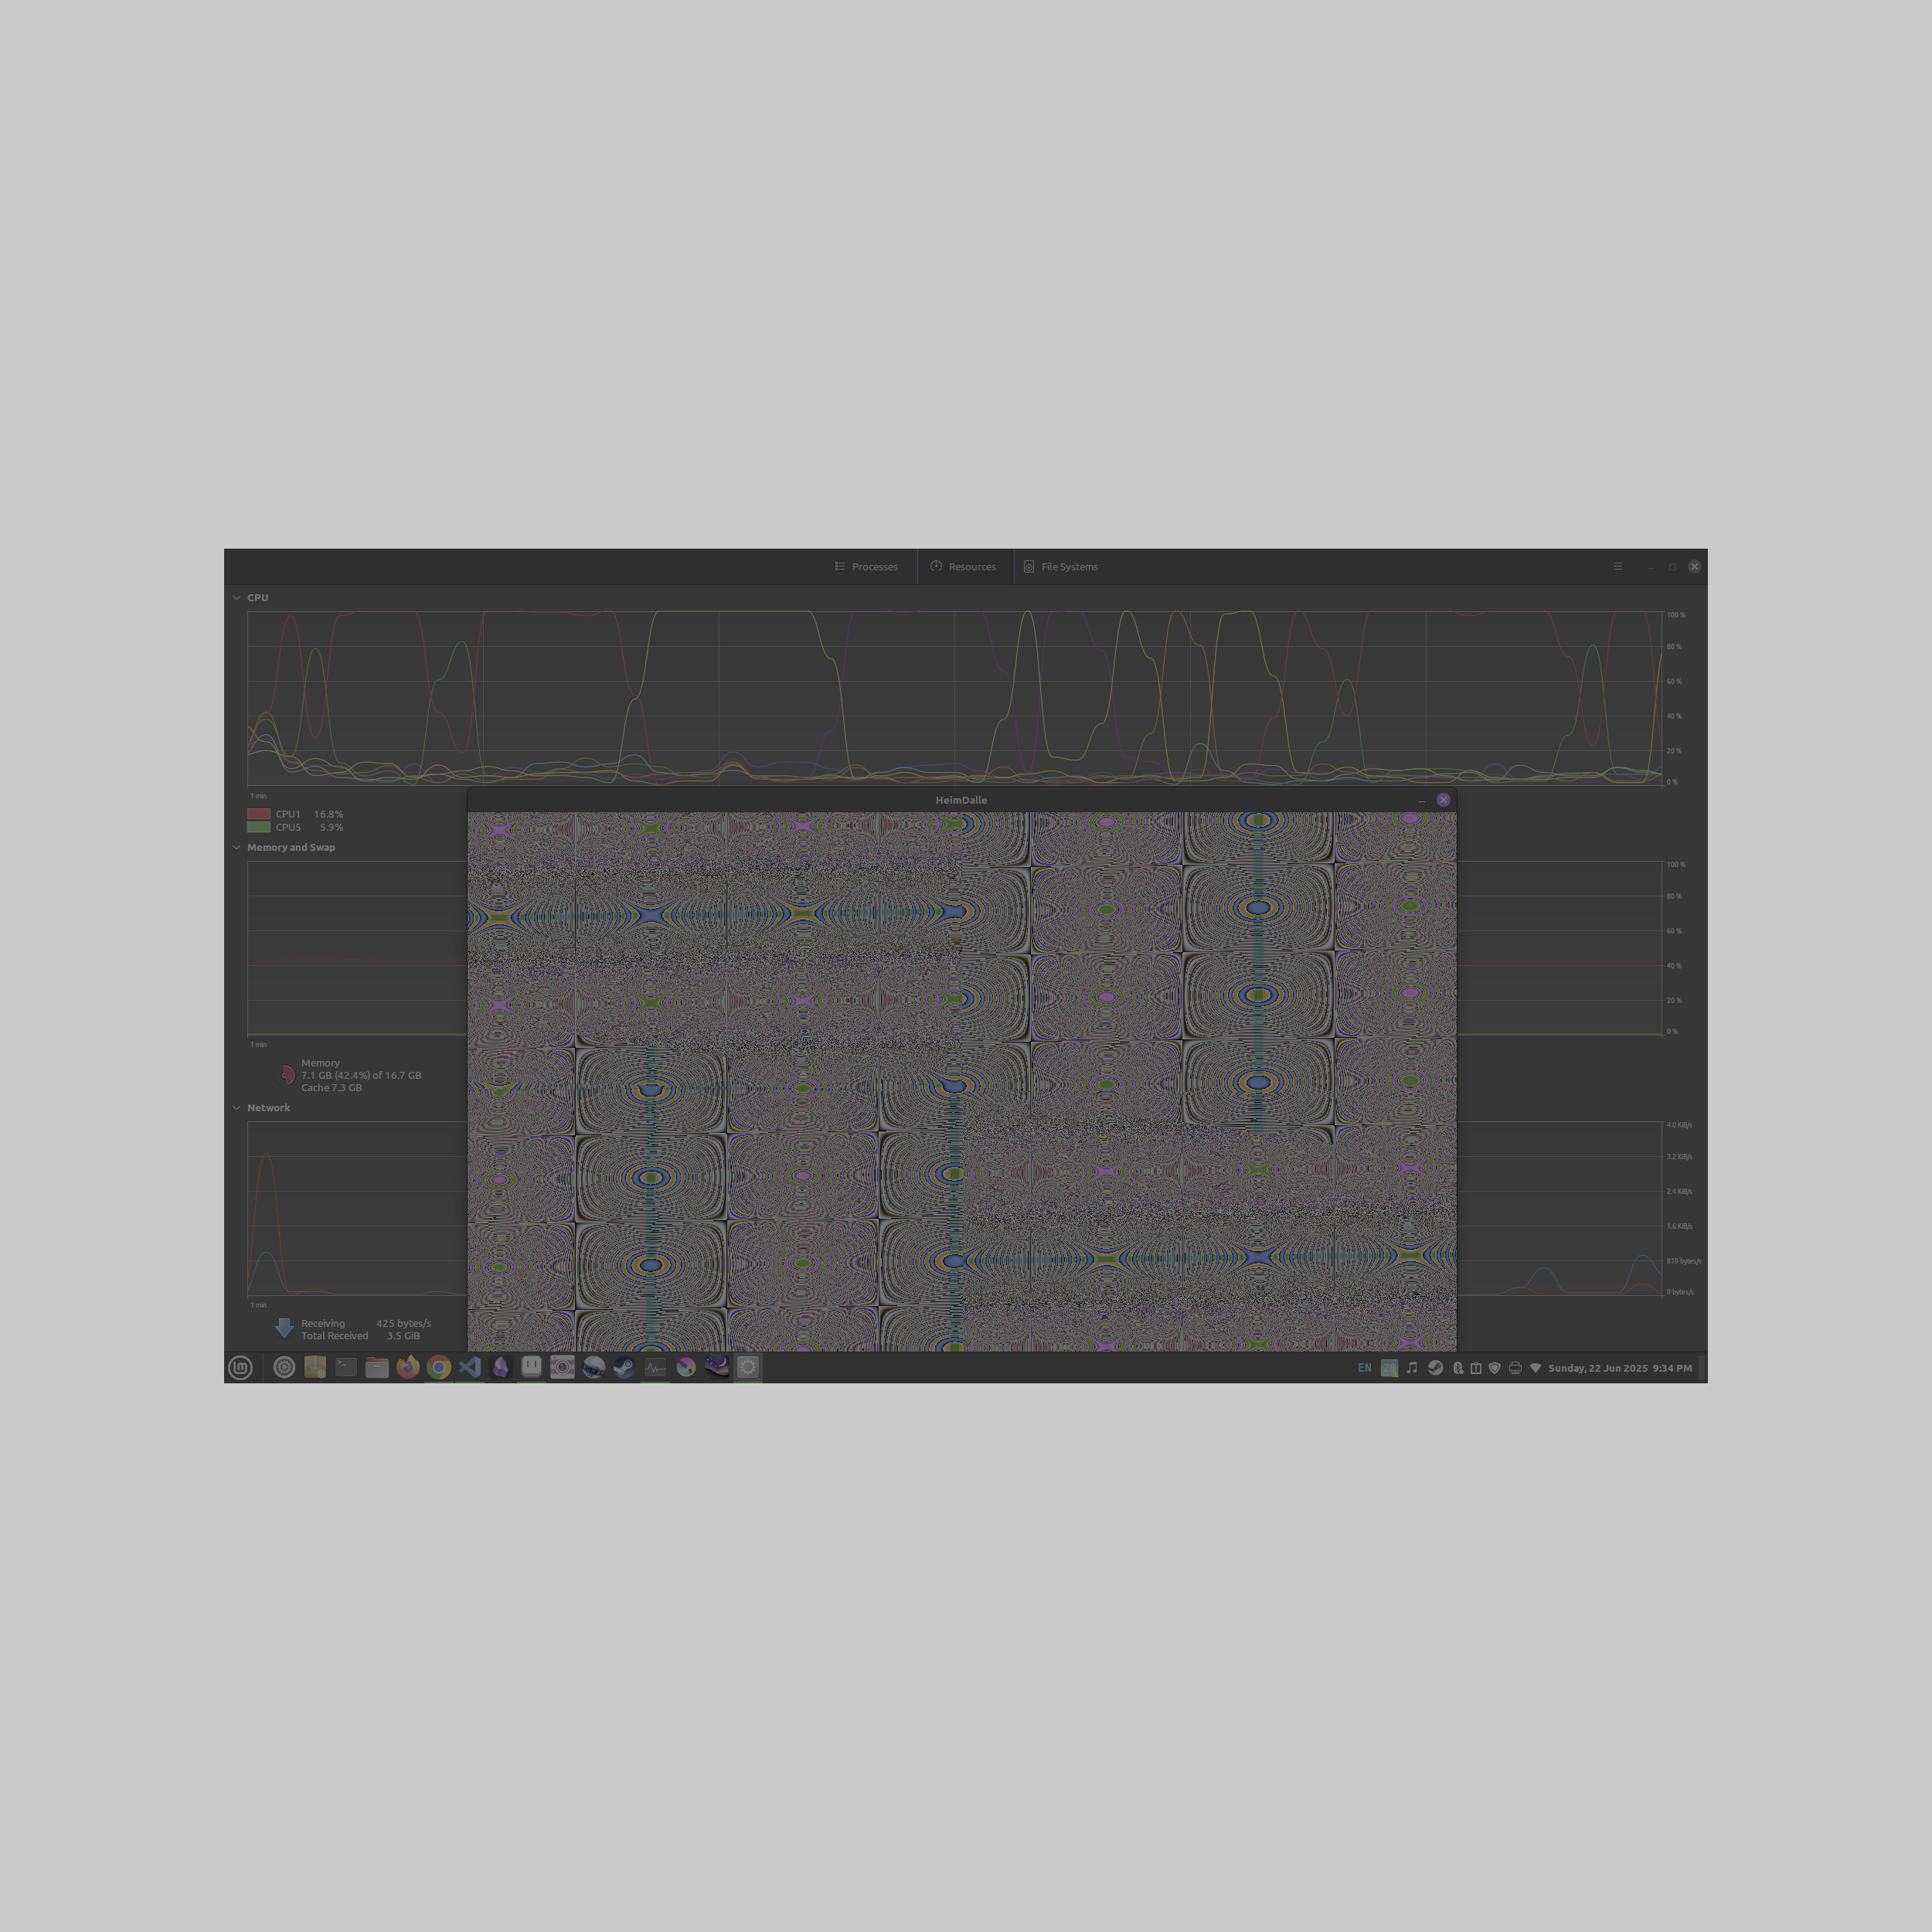 Processes Resources File Systems
CPU
100 %
80 %
60 %
40 %
20 %
0 %
1 min
CPU1 16.8%
CPU5 5.9%
HeimDalle
Memory and Swap
100 %
80 %
60 %
40 %
20 %
0 %
1 min
Memory
7.1 GB (42.4%) of 16.7 GB
Cache 7.3 GB
Network
4.0 KiB/s
3.2 KiB/s
2.4 KiB/s
1.6 KiB/s
819 bytes/s
0 bytes/s
1 min
Receiving 425 bytes/s
Total Received 3.5 GiB
EN Sunday, 22 Jun 2025 9:34 PM